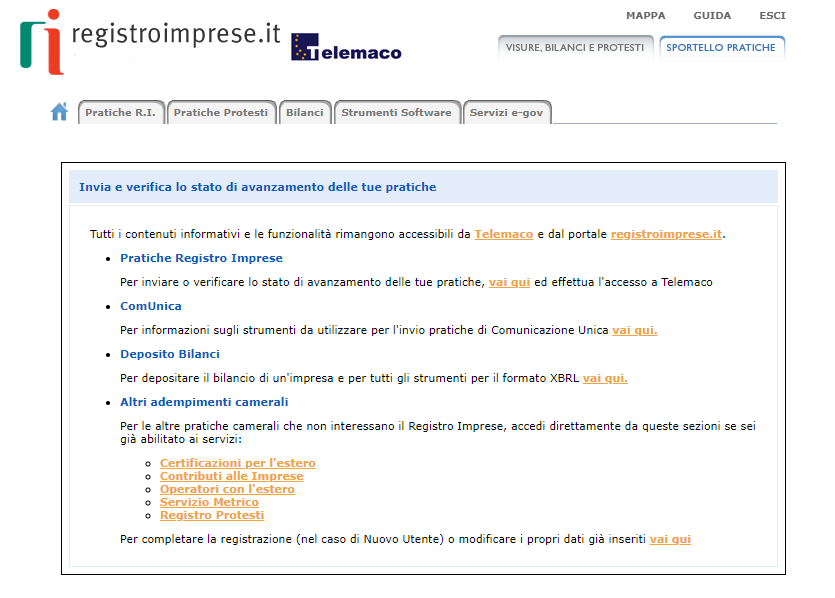 MAPPA GUIDA ESCI
registroimprese.it Telemaco
VISURE, BILANCI E PROTESTI SPORTELLO PRATICHE
Pratiche R.I. Pratiche Protesti Bilanci Strumenti Software Servizi e-gov
Invia e verifica lo stato di avanzamento delle tue pratiche
Tutti i contenuti informativi e le funzionalità rimangono accessibili da Telemaco e dal portale registroimprese.it.
Pratiche Registro Imprese
Per inviare o verificare lo stato di avanzamento delle tue pratiche, vai qui ed effettua l'accesso a Telemaco
ComUnica
Per informazioni sugli strumenti da utilizzare per l'invio pratiche di Comunicazione Unica vai qui.
Deposito Bilanci
Per depositare il bilancio di un'impresa e per tutti gli strumenti per il formato XBRL vai qui.
Altri adempimenti camerali
Per le altre pratiche camerali che non interessano il Registro Imprese, accedi direttamente da queste sezioni se sei
già abilitato ai servizi:
Certificazioni per l'estero
Contributi alle Imprese
Operatori con l'estero
Servizio Metrico
Registro Protesti
Per completare la registrazione (nel caso di Nuovo Utente) o modificare i propri dati già inseriti vai qui